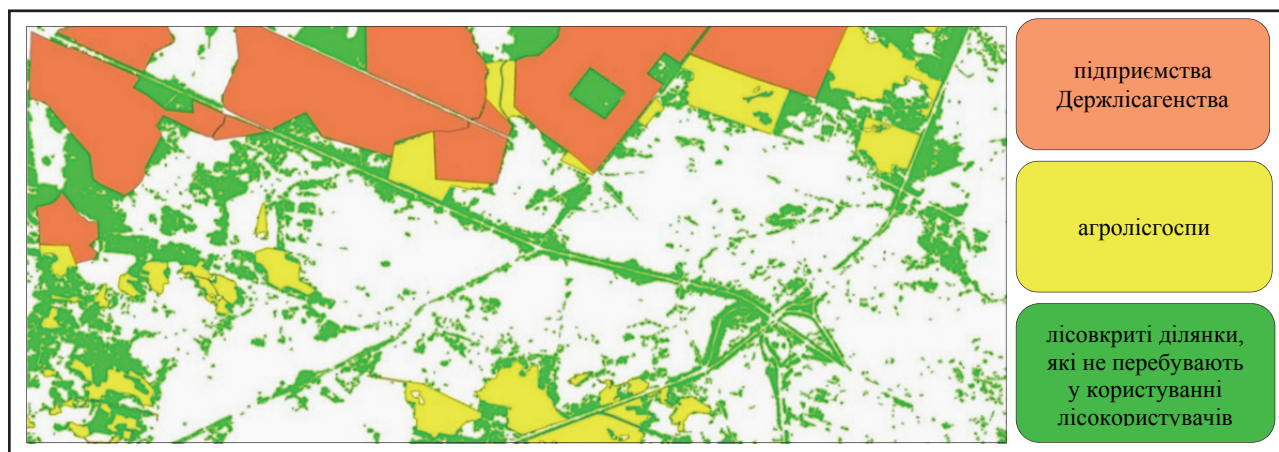 підприємства
Держлісагенства
агролісгоспи
лісовкриті ділянки,
які не перебувають
у користуванні
лісокористувачів